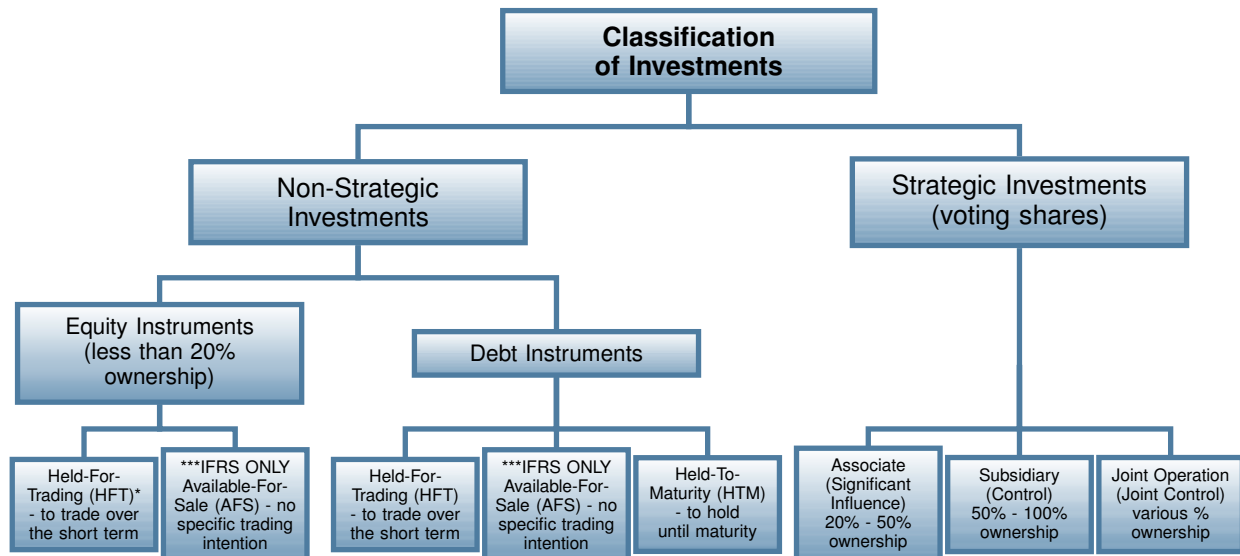 Classification
of Investments
Non-Strategic
Investments
Strategic Investments
(voting shares)
Equity Instruments
(less than 20%
ownership)
Debt Instruments
Held-For-
Trading (HFT)*
- to trade over
the short term
***IFRS ONLY
Available-For-
Sale (AFS) - no
specific trading
intention
Held-For-
Trading (HFT)
- to trade over
the short term
***IFRS ONLY
Available-For-
Sale (AFS) - no
specific trading
intention
Held-To-
Maturity (HTM)
- to hold
until maturity
Associate
(Significant
Influence)
20% - 50%
ownership
Subsidiary
(Control)
50% - 100%
ownership
Joint Operation
(Joint Control)
various %
ownership